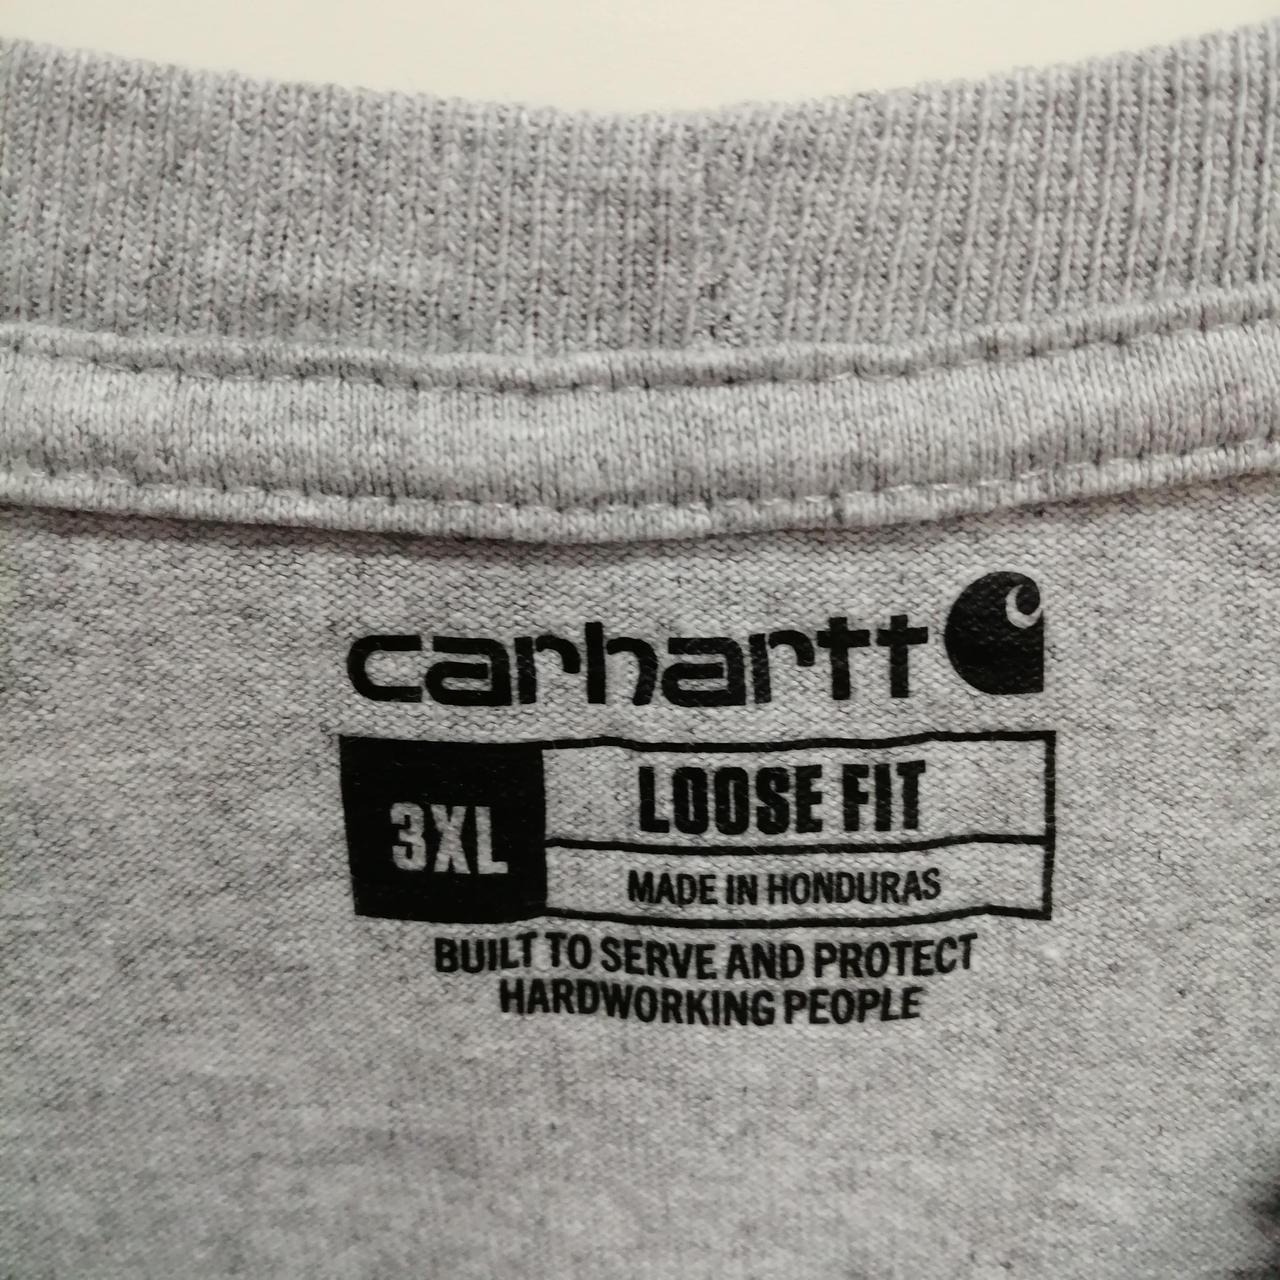 carhartt
3XL
LOOSE FIT
MADE IN HONDURAS
BUILT TO SERVE AND PROTECT
HARDWORKING PEOPLE